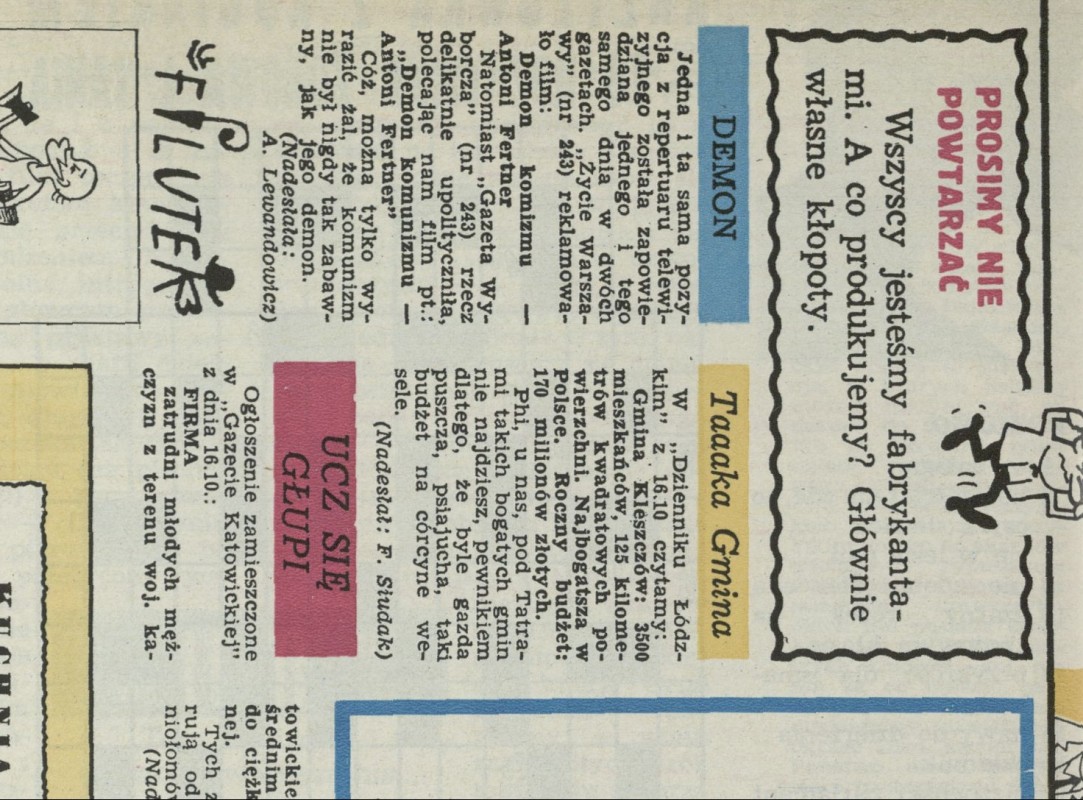 PROSIMY NIE
POWTARZAĆ
Wszyscy jesteśmy fabrykanta-
mi. A co produkujemy? Głównie
własne kłopoty.
DEMON
Jedna i ta sama pozy-
cja z repertuaru telewi-
zyjnego została zapowie-
dziana jednego i tego
samego dnia w dwóch
gazetach. „Życie Warsza-
wy” (nr 243) reklamowa-
ło film:
Demon komizmu —
Antoni Fertner
Natomiast „Gazeta Wy-
borcza” (nr 243) rzecz
delikatnie upolityczniła,
polecając nam film pt.:
„Demon komunizmu —
Antoni Fertner”
Cóż, można tylko wy-
razić żal, że komunizm
nie był nigdy tak zabaw-
ny, jak jego demon.
(Nadesłała:
A. Lewandowicz)
FILUTEK
Taaaka Gmina
W „Dzienniku Łódz-
kim” z 16.10 czytamy:
Gmina Kleszczów: 3500
mieszkańców, 125 kilome-
trów kwadratowych po-
wierzchni. Najbogatsza w
Polsce. Roczny budżet:
170 milionów złotych.
Phi, u nas, pod Tatra-
mi takich bogatych gmin
nie najdziesz, pewnikiem
dlatego, że byle gazda
puszcza, psiajucha, taki
budżet na córcyne we-
sele.
(Nadesłał: F. Siudak)
UCZ SIĘ
GŁUPI
Ogłoszenie zamieszczone
w „Gazecie Katowickiej”
z dnia 16.10.:
FIRMA
zatrudni młodych męż-
czyzn z terenu woj. ka-
towickie
średnim
do ciężk
nej.
Tych z
rują od
niołomów
(Nad
KUCHNIA